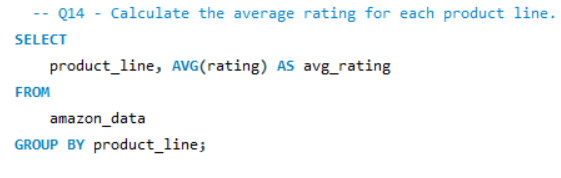 -- Q14 - Calculate the average rating for each product line.
SELECT
product_line, AVG(rating) AS avg_rating
FROM
amazon_data
GROUP BY product_line;